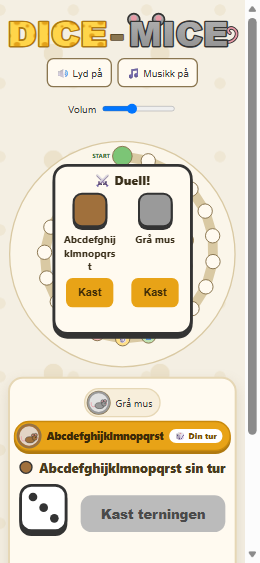 DICE-MICE
Lyd på
Musikk på
Volum
START
Duell!
Abcdefghij
klmnopqrs
t
Grå mus
Kast
Kast
Grå mus
Abcdefghijklmnopqrst
Din tur
Abcdefghijklmnopqrst sin tur
Kast terningen